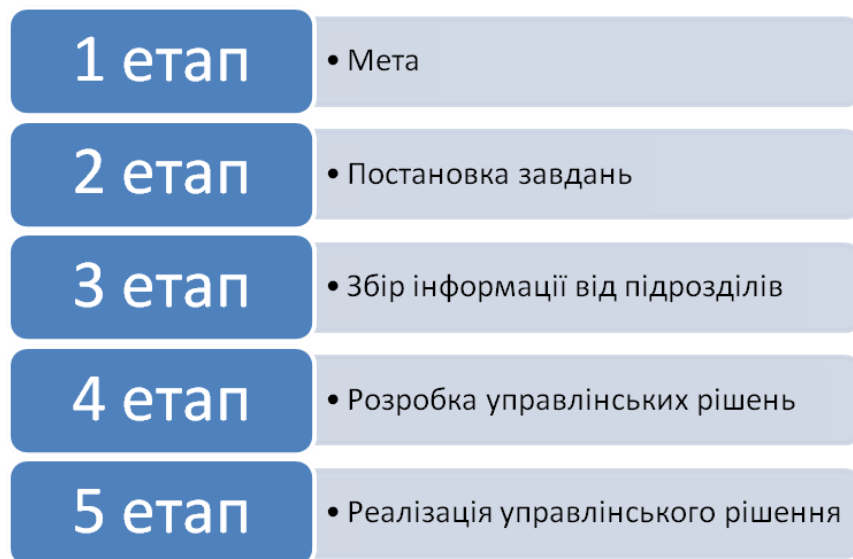 1 етап
• Мета
2 етап
• Постановка завдань
3 етап
• Збір інформації від підрозділів
4 етап
• Розробка управлінських рішень
5 етап
• Реалізація управлінського рішення